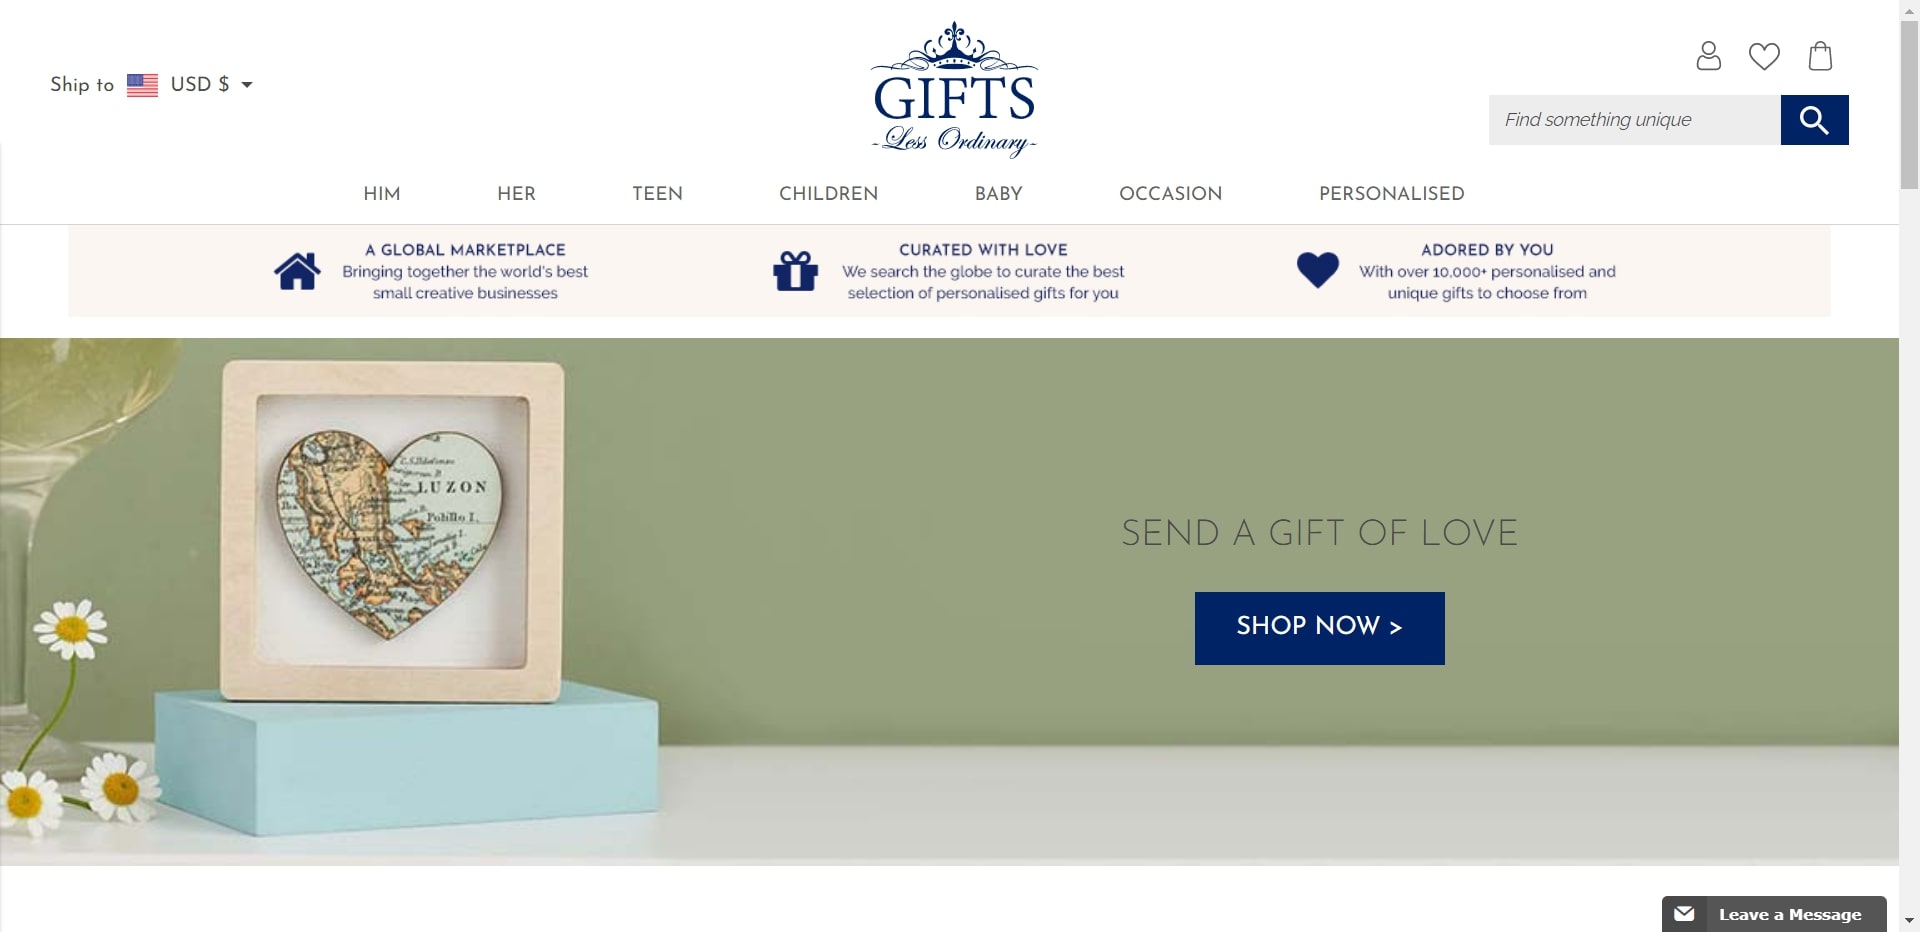 Ship to USD $
GIFTS
-Less Ordinary-
Find something unique
HIM HER TEEN CHILDREN BABY OCCASION PERSONALISED
A GLOBAL MARKETPLACE
Bringing together the world's best
small creative businesses
CURATED WITH LOVE
We search the globe to curate the best
selection of personalised gifts for you
ADORED BY YOU
With over 10,000+ personalised and
unique gifts to choose from
LUZON
Polillo I.
SEND A GIFT OF LOVE
SHOP NOW >
Leave a Message